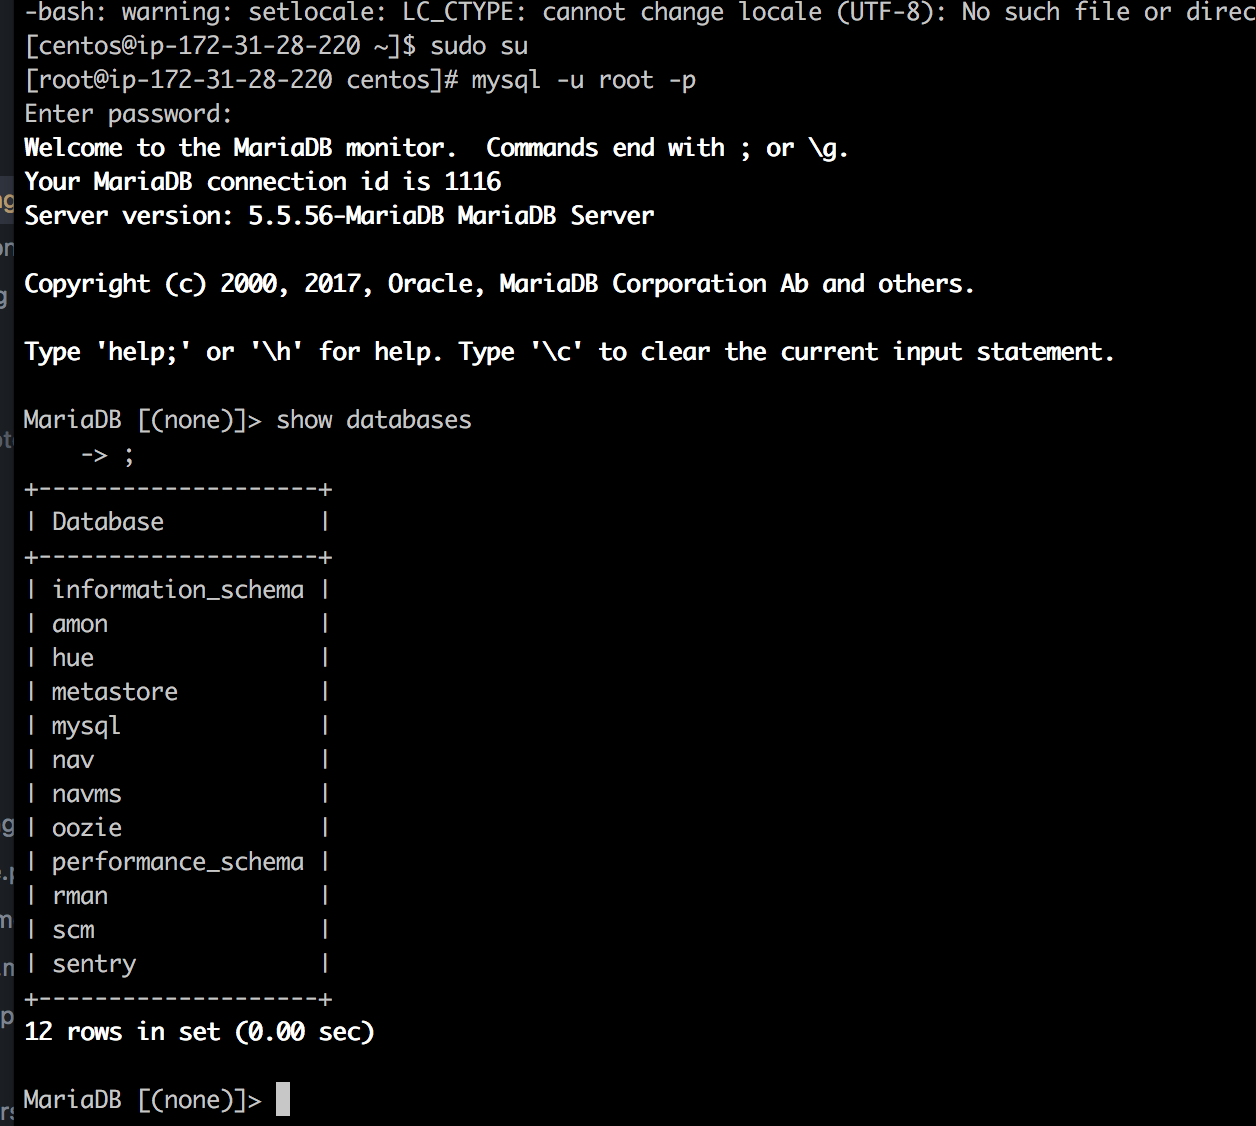 -bash: warning: setlocale: LC_CTYPE: cannot change locale (UTF-8): No such file or direc
[centos@ip-172-31-28-220 ~]$ sudo su
[root@ip-172-31-28-220 centos]# mysql -u root -p
Enter password:
Welcome to the MariaDB monitor.  Commands end with ; or \g.
Your MariaDB connection id is 1116
Server version: 5.5.56-MariaDB MariaDB Server

Copyright (c) 2000, 2017, Oracle, MariaDB Corporation Ab and others.

Type 'help;' or '\h' for help. Type '\c' to clear the current input statement.

MariaDB [(none)]> show databases
    -> ;
+--------------------+
| Database           |
+--------------------+
| information_schema |
| amon               |
| hue                |
| metastore          |
| mysql              |
| nav                |
| navms              |
| oozie              |
| performance_schema |
| rman               |
| scm                |
| sentry             |
+--------------------+
12 rows in set (0.00 sec)

MariaDB [(none)]>